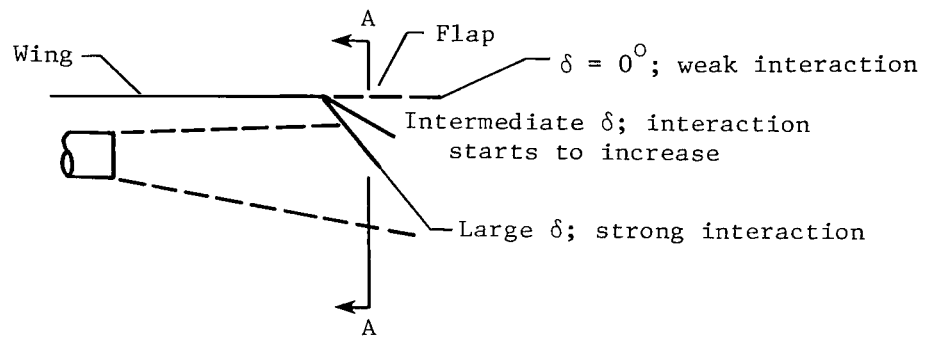 A
Flap
Wing
δ = 0°; weak interaction
Intermediate δ; interaction
starts to increase
Large δ; strong interaction
A